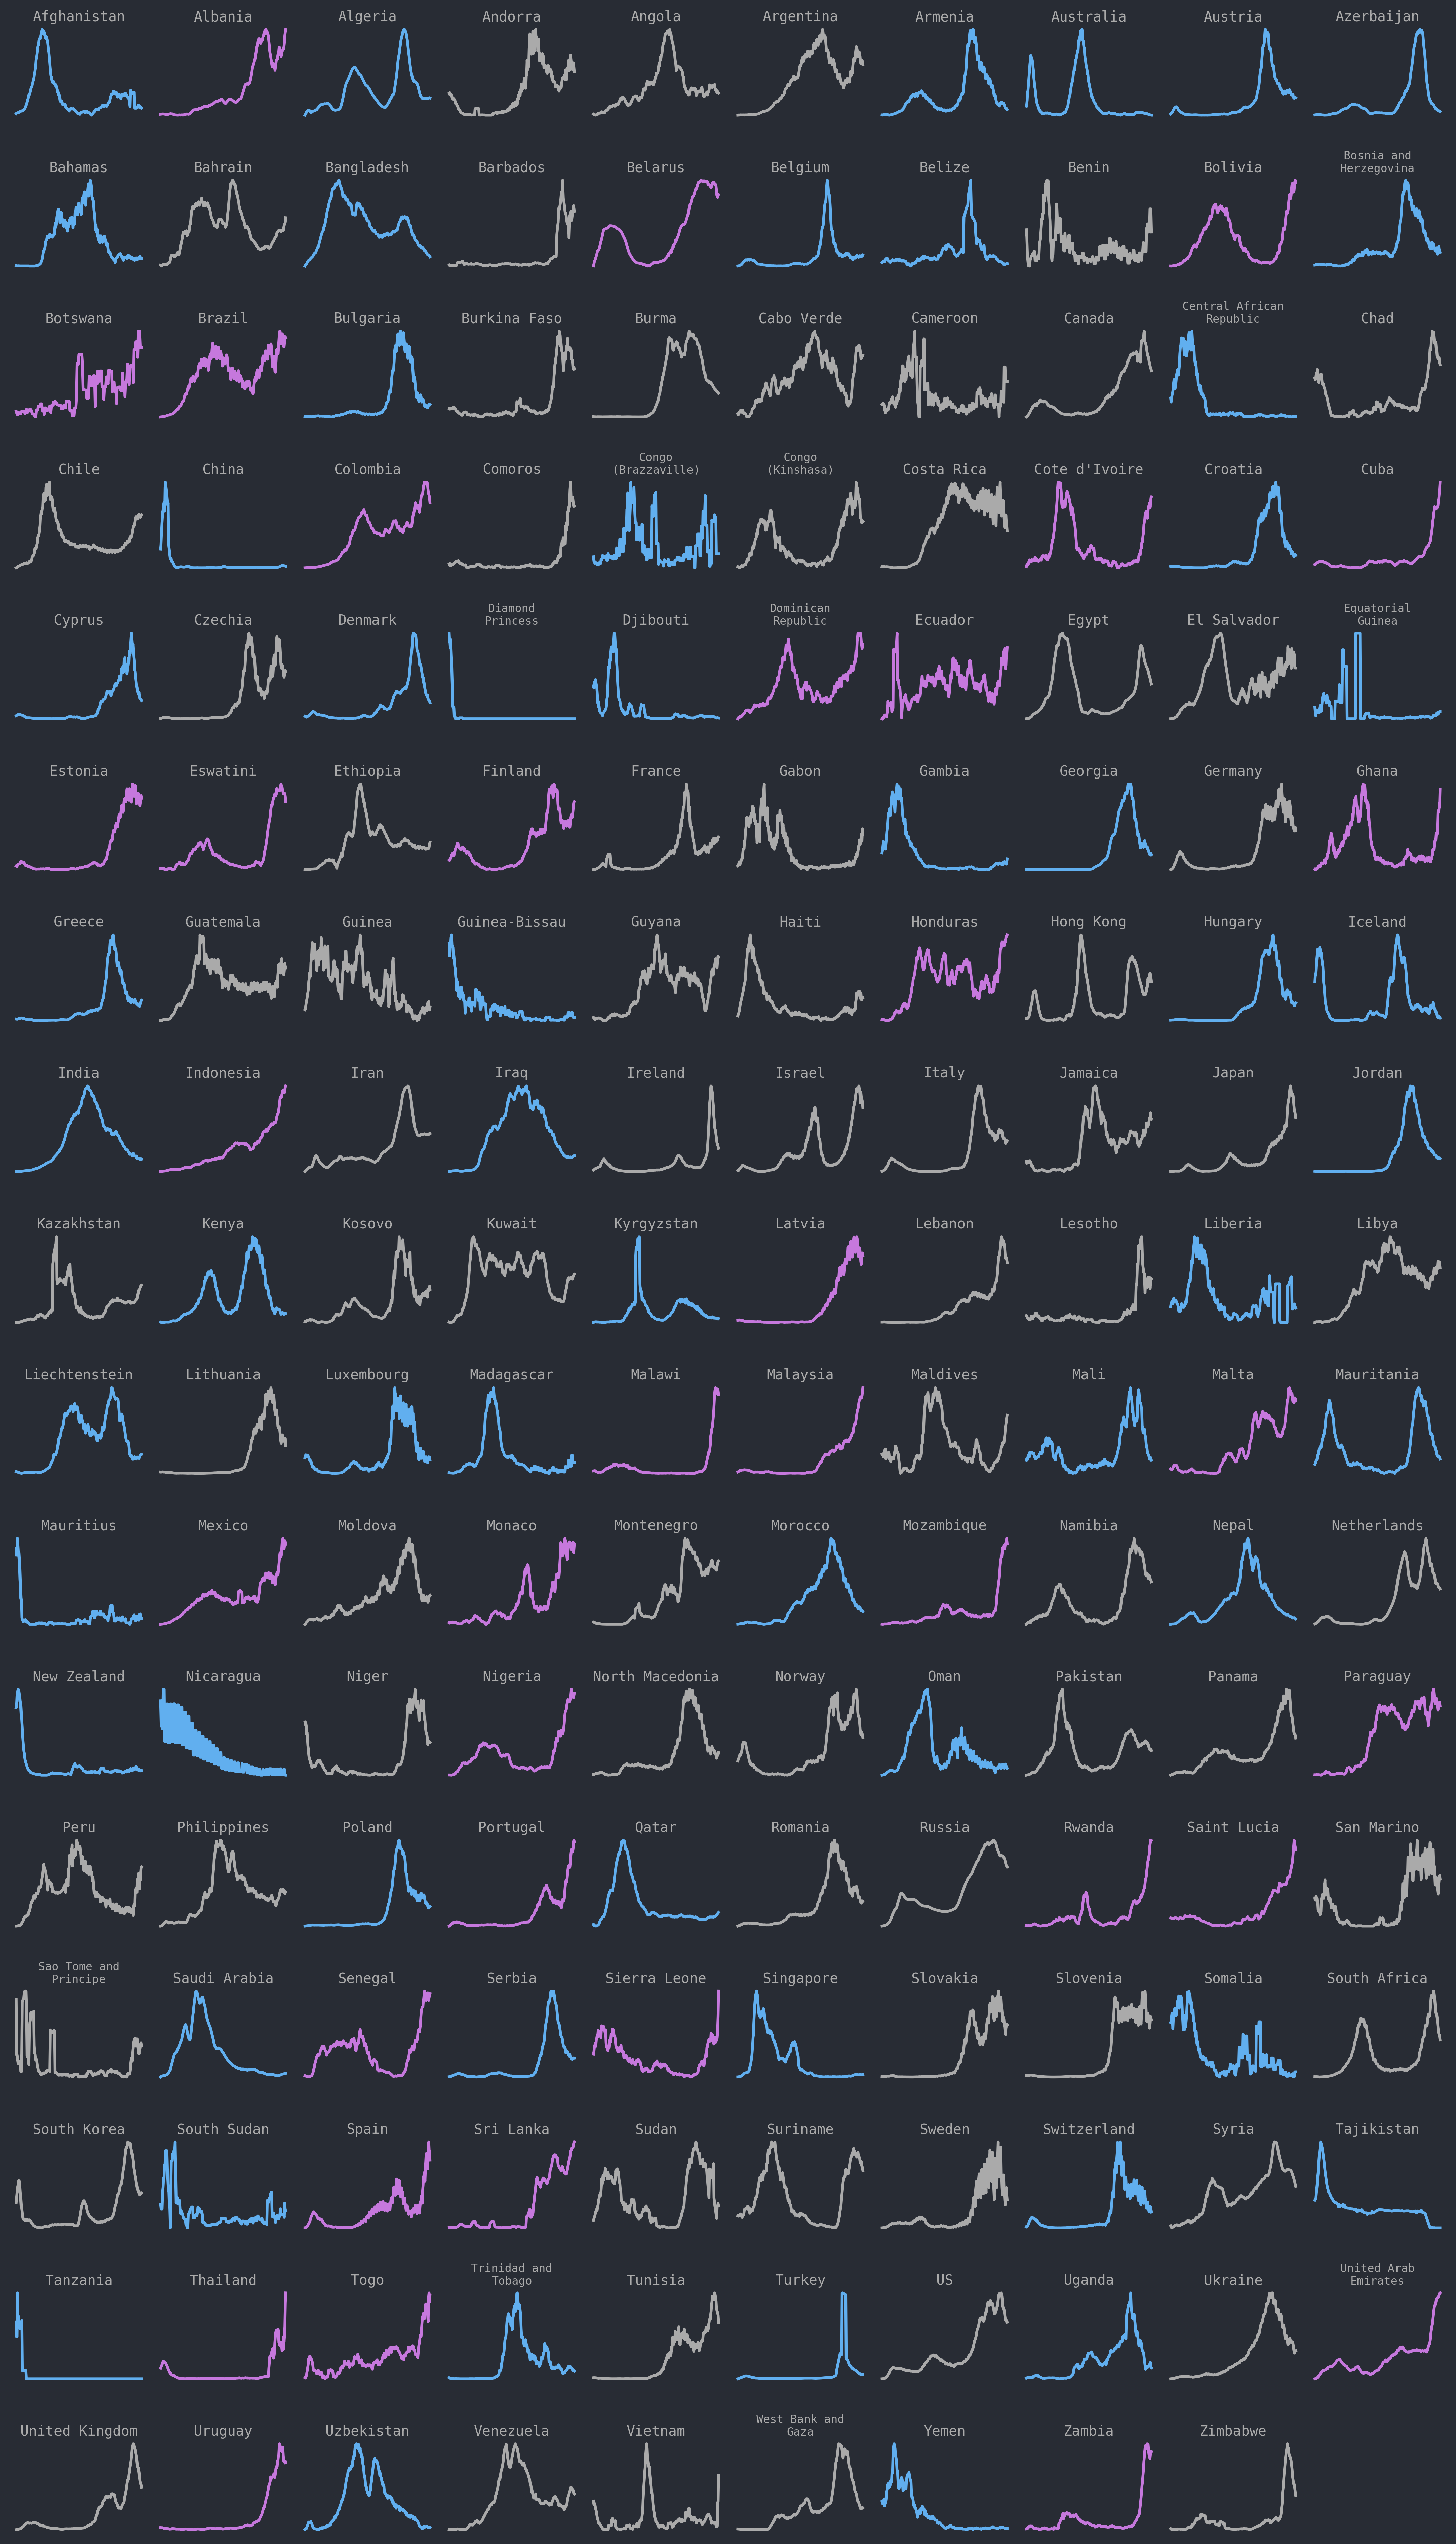 Afghanistan
Albania
Algeria
Andorra
Angola
Argentina
Armenia
Australia
Austria
Azerbaijan
Bahamas
Bahrain
Bangladesh
Barbados
Belarus
Belgium
Belize
Benin
Bolivia
Bosnia and
Herzegovina
Botswana
Brazil
Bulgaria
Burkina Faso
Burma
Cabo Verde
Cameroon
Canada
Central African
Republic
Chad
Chile
China
Colombia
Comoros
Congo
(Brazzaville)
Congo
(Kinshasa)
Costa Rica
Cote d'Ivoire
Croatia
Cuba
Cyprus
Czechia
Denmark
Diamond
Princess
Djibouti
Dominican
Republic
Ecuador
Egypt
El Salvador
Equatorial
Guinea
Estonia
Eswatini
Ethiopia
Finland
France
Gabon
Gambia
Georgia
Germany
Ghana
Greece
Guatemala
Guinea
Guinea-Bissau
Guyana
Haiti
Honduras
Hong Kong
Hungary
Iceland
India
Indonesia
Iran
Iraq
Ireland
Israel
Italy
Jamaica
Japan
Jordan
Kazakhstan
Kenya
Kosovo
Kuwait
Kyrgyzstan
Latvia
Lebanon
Lesotho
Liberia
Libya
Liechtenstein
Lithuania
Luxembourg
Madagascar
Malawi
Malaysia
Maldives
Mali
Malta
Mauritania
Mauritius
Mexico
Moldova
Monaco
Montenegro
Morocco
Mozambique
Namibia
Nepal
Netherlands
New Zealand
Nicaragua
Niger
Nigeria
North Macedonia
Norway
Oman
Pakistan
Panama
Paraguay
Peru
Philippines
Poland
Portugal
Qatar
Romania
Russia
Rwanda
Saint Lucia
San Marino
Sao Tome and
Principe
Saudi Arabia
Senegal
Serbia
Sierra Leone
Singapore
Slovakia
Slovenia
Somalia
South Africa
South Korea
South Sudan
Spain
Sri Lanka
Sudan
Suriname
Sweden
Switzerland
Syria
Tajikistan
Tanzania
Thailand
Togo
Trinidad and
Tobago
Tunisia
Turkey
US
Uganda
Ukraine
United Arab
Emirates
United Kingdom
Uruguay
Uzbekistan
Venezuela
Vietnam
West Bank and
Gaza
Yemen
Zambia
Zimbabwe